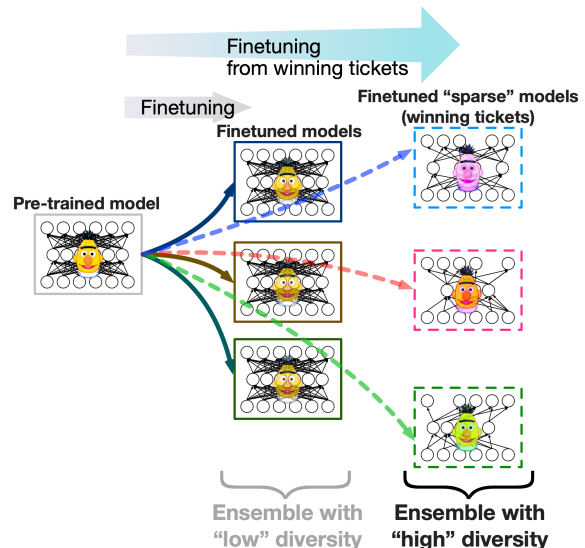 Finetuning
from winning tickets
Finetuning
Finetuned “sparse” models
(winning tickets)
Finetuned models
Pre-trained model
Ensemble with
“low” diversity
Ensemble with
“high” diversity